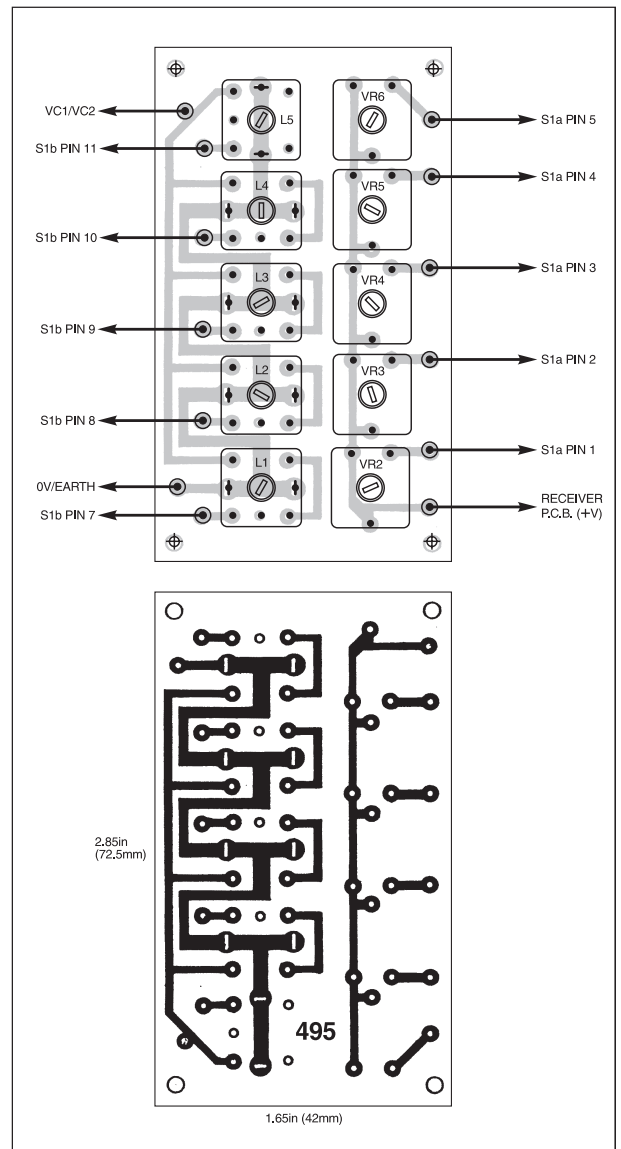 VR6
VC1/VC2
L5
S1a PIN 5
S1b PIN 11
S1a PIN 4
L4
VR5
S1b PIN 10
S1a PIN 3
L3
VR4
S1b PIN 9
S1a PIN 2
L2
VR3
S1b PIN 8
S1a PIN 1
L1
VR2
0V/EARTH
RECEIVER
P.C.B. (+V)
S1b PIN 7
2.85in
(72.5mm)
495
1.65in (42mm)